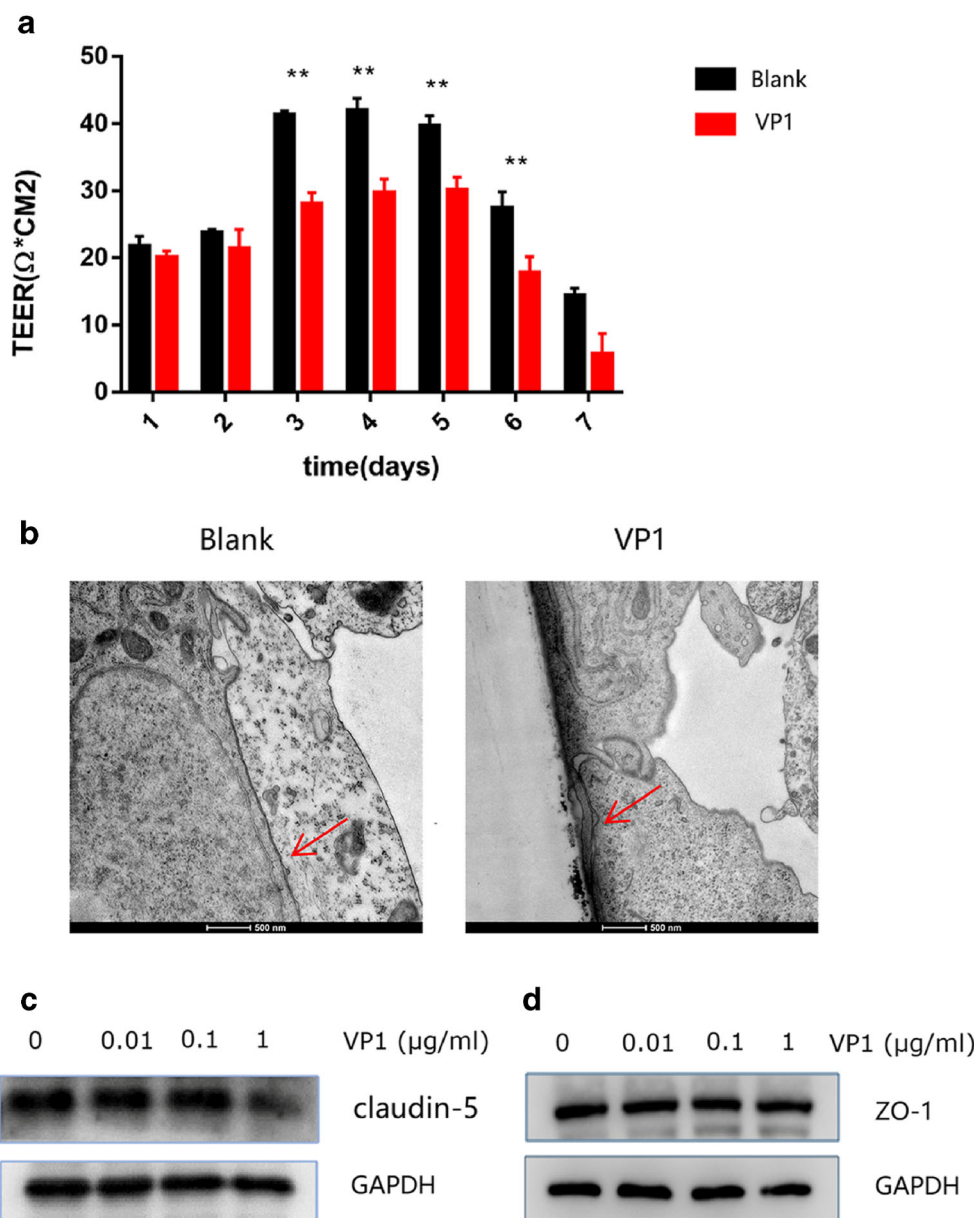 a
50
40
30
20
10
0
TEER(Ω*CM2)
** ** ** **
Blank
VP1
1 2 3 4 5 6 7
time(days)
b
Blank VP1
500 nm 500 nm
c
0 0.01 0.1 1 VP1 (µg/ml)
claudin-5
GAPDH
d
0 0.01 0.1 1 VP1 (µg/ml)
ZO-1
GAPDH